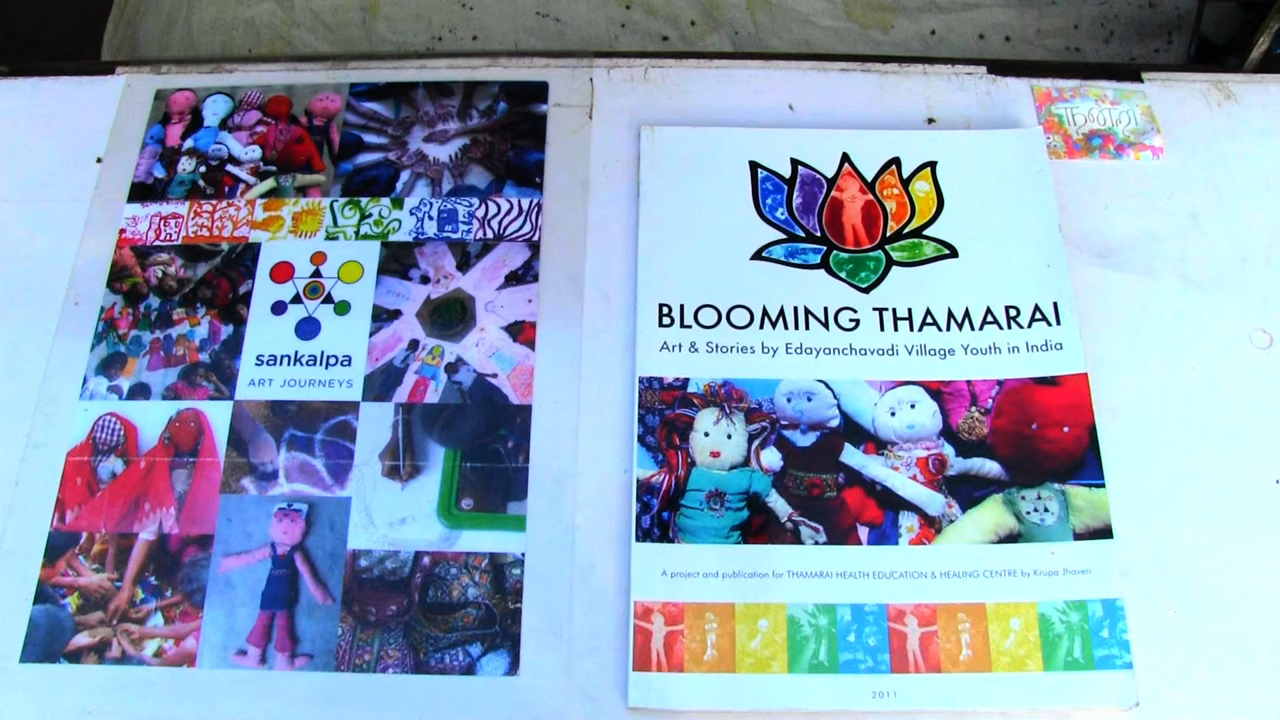 sankalpa
ART JOURNEYS
BLOOMING THAMARAI
Art & Stories by Edayanchavadi Village Youth in India
A project and publication for THAMARAI HEALTH EDUCATION & HEALING CENTRE by Krupa Jhaveri
2011
நன்றி